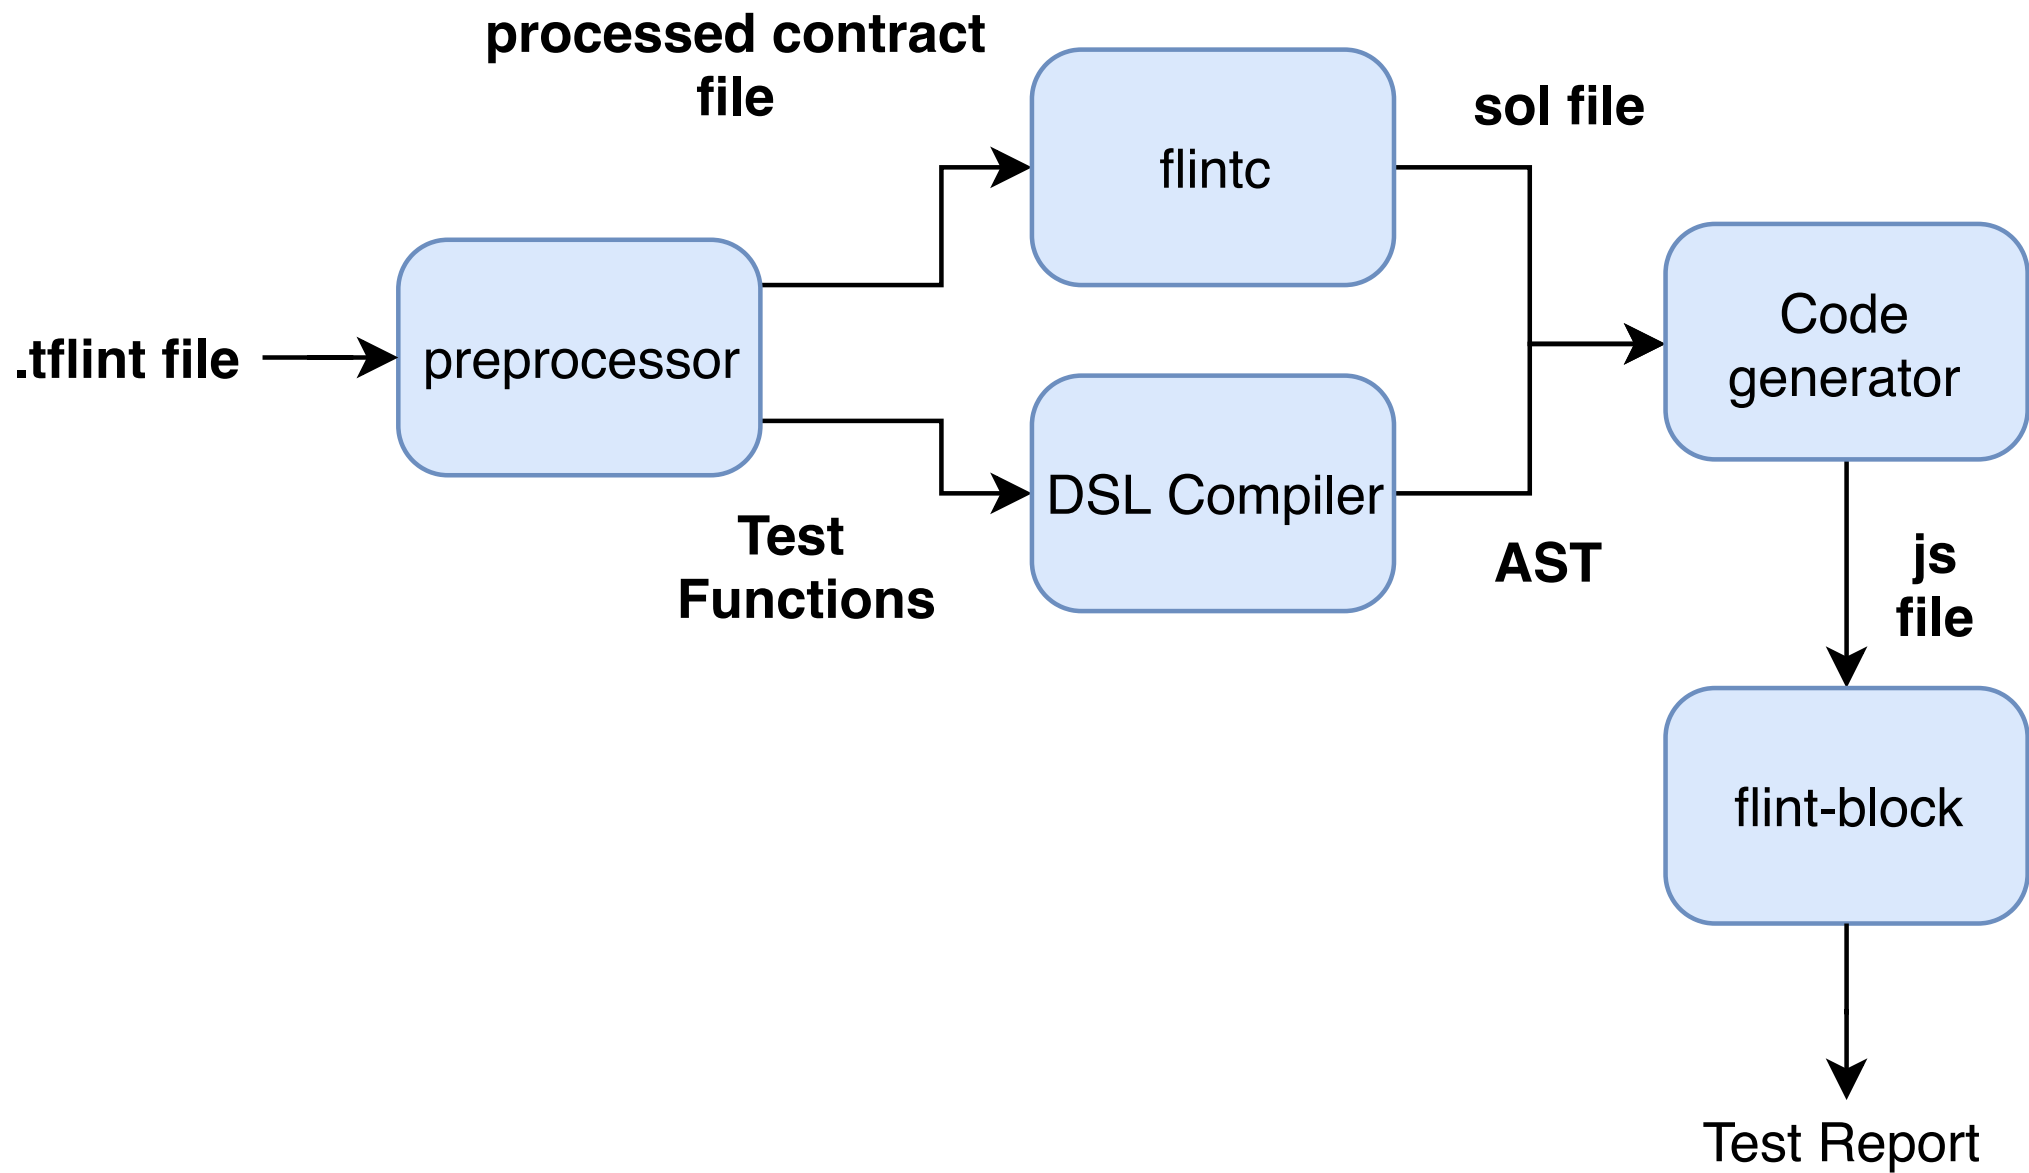 processed contract
file
flintc
sol file
.tflint file
preprocessor
Code
generator
DSL Compiler
Test
Functions
AST
js
file
flint-block
Test Report